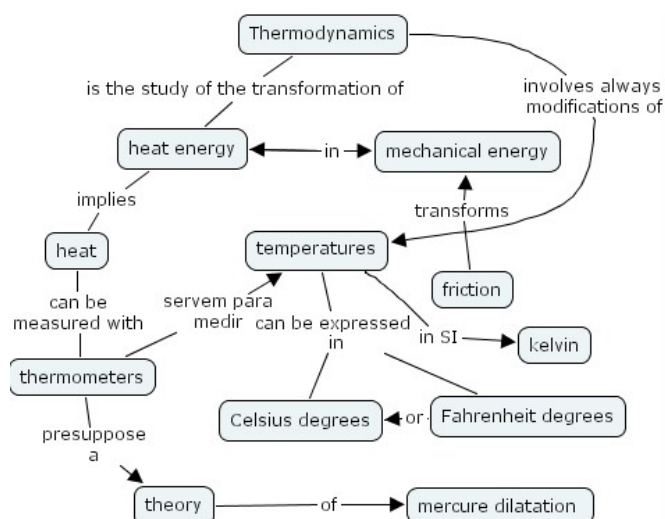 Thermodynamics
is the study of the transformation of
involves always
modifications of
heat energy
in
mechanical energy
implies
transforms
heat
temperatures
friction
can be
measured with
servem para
medir
can be expressed
in
in SI
kelvin
thermometers
Celsius degrees
or
Fahrenheit degrees
presuppose
a
theory
of
mercure dilatation